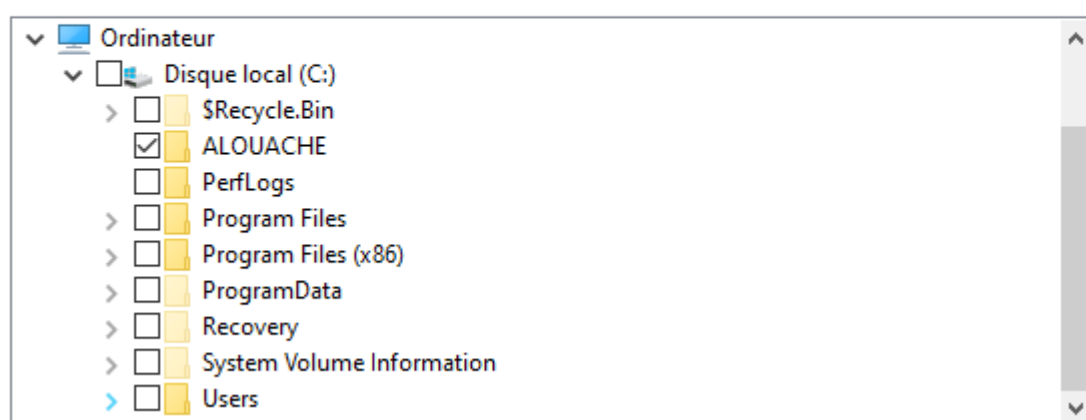 Ordinateur
Disque local (C:)
$Recycle.Bin
ALOUACHE
PerfLogs
Program Files
Program Files (x86)
ProgramData
Recovery
System Volume Information
Users